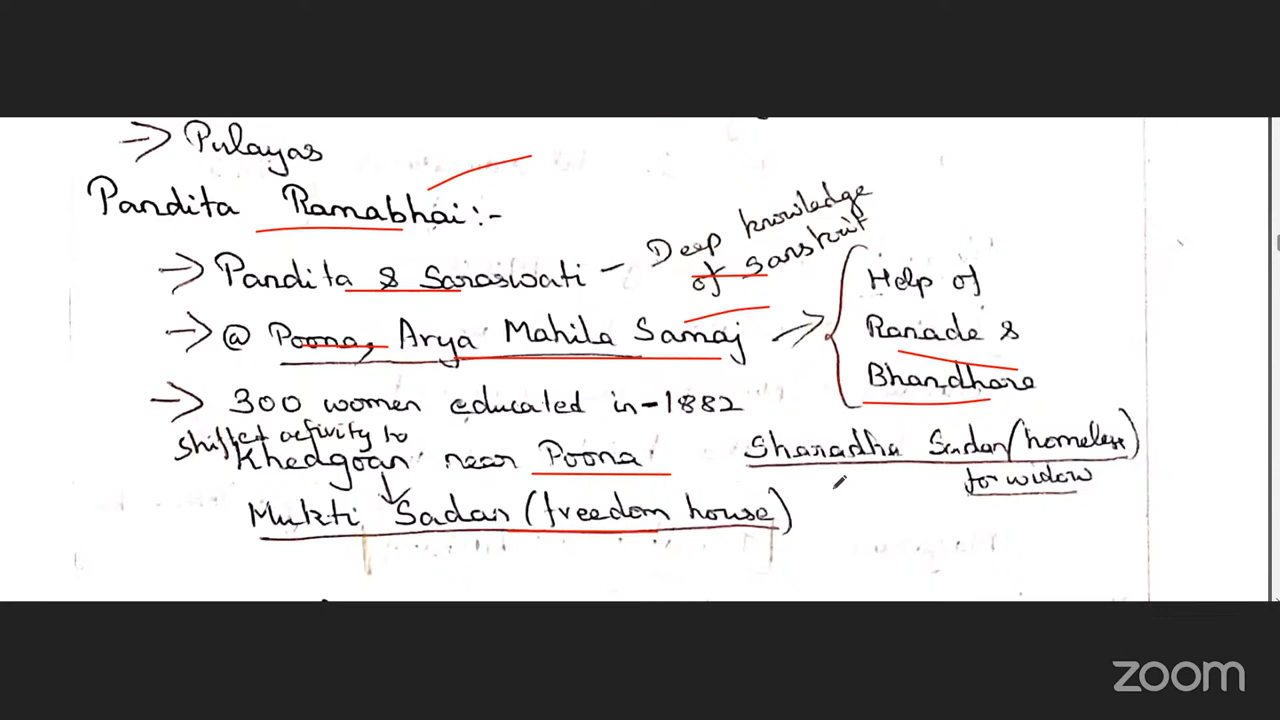 => Pulayas
Pandita Ramabhai:-
=> Pandita & Saraswati - Deep knowledge of Sanskrit
=> @ Poona, Arya Mahila Samaj => { Help of Ranade & Bhandhare
=> 300 women educated in - 1882
shifted activity to
Khedgoan near Poona
Sharadha Sadan (homeless)
for widow
Mukti Sadan (freedom house)
zoom